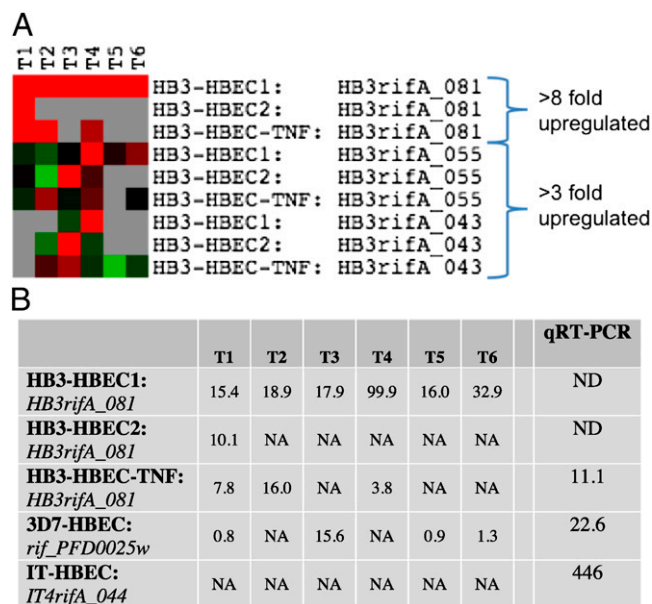 A
T1 T2 T3 T4 T5 T6
HB3-HBEC1: HB3rifA_081
HB3-HBEC2: HB3rifA_081
HB3-HBEC-TNF: HB3rifA_081
>8 fold
upregulated
HB3-HBEC1: HB3rifA_055
HB3-HBEC2: HB3rifA_055
HB3-HBEC-TNF: HB3rifA_055
HB3-HBEC1: HB3rifA_043
HB3-HBEC2: HB3rifA_043
HB3-HBEC-TNF: HB3rifA_043
>3 fold
upregulated
B
T1 T2 T3 T4 T5 T6 qRT-PCR
HB3-HBEC1:
HB3rifA_081 15.4 18.9 17.9 99.9 16.0 32.9 ND
HB3-HBEC2:
HB3rifA_081 10.1 NA NA NA NA NA ND
HB3-HBEC-TNF:
HB3rifA_081 7.8 16.0 NA 3.8 NA NA 11.1
3D7-HBEC:
rif_PFD0025w 0.8 NA 15.6 NA 0.9 1.3 22.6
IT-HBEC:
IT4rifA_044 NA NA NA NA NA NA 446